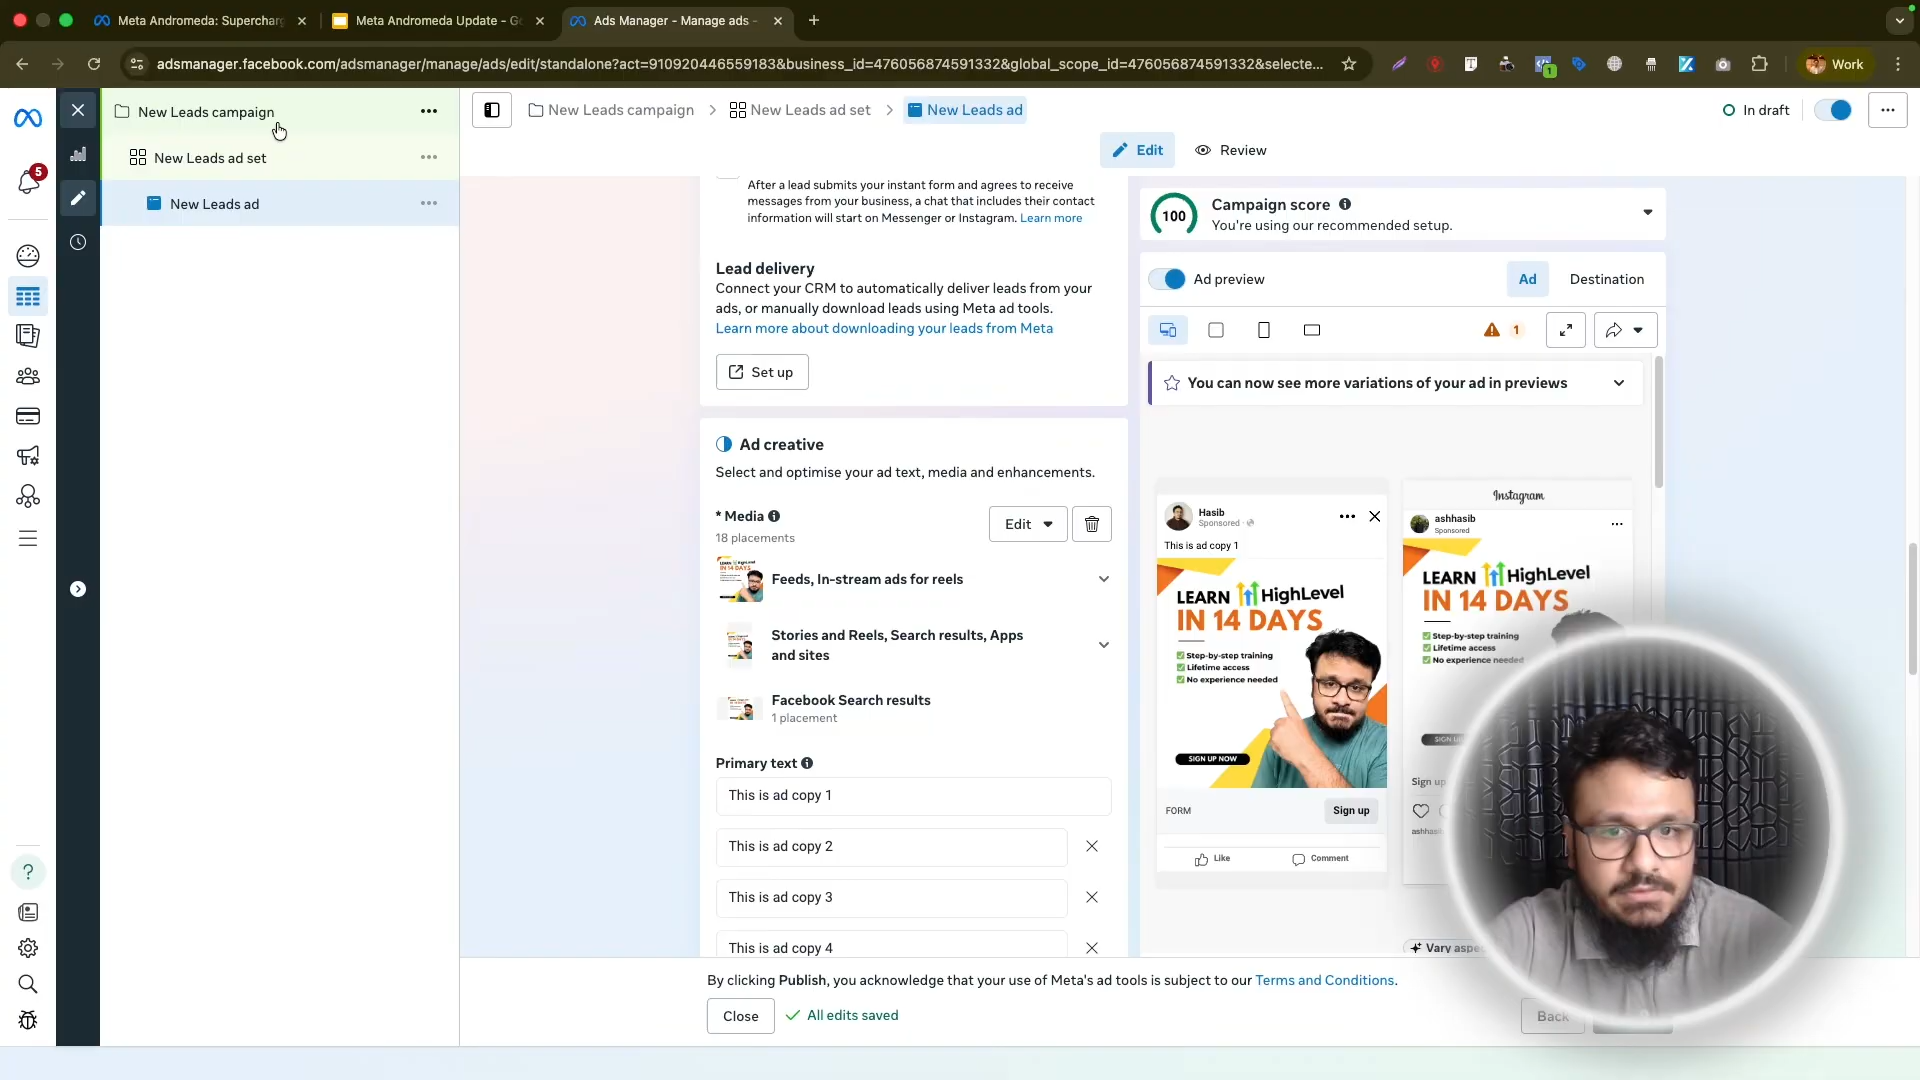 Meta Andromeda: Supercharg
Meta Andromeda Update - G
Ads Manager - Manage ads -
adsmanager.facebook.com/adsmanager/manage/ads/edit/standalone?act=910920446559183&business_id=476056874591332&global_scope_id=476056874591332&selecte...
1
Work
New Leads campaign
New Leads ad set
New Leads ad
5
New Leads campaign
New Leads ad set
New Leads ad
In draft
Edit
Review
After a lead submits your instant form and agrees to receive
messages from your business, a chat that includes their contact
information will start on Messenger or Instagram. Learn more
Lead delivery
Connect your CRM to automatically deliver leads from your
ads, or manually download leads using Meta ad tools.
Learn more about downloading your leads from Meta
Set up
Ad creative
Select and optimise your ad text, media and enhancements.
* Media
18 placements
Edit
Feeds, In-stream ads for reels
Stories and Reels, Search results, Apps
and sites
Facebook Search results
1 placement
Primary text
This is ad copy 1
This is ad copy 2
This is ad copy 3
This is ad copy 4
100
Campaign score
You're using our recommended setup.
Ad preview
Ad
Destination
1
You can now see more variations of your ad in previews
Hasib
Sponsored
This is ad copy 1
LEARN HighLevel
IN 14 DAYS
Step-by-step training
Lifetime access
No experience needed
SIGN UP NOW
FORM
Sign up
Like
Comment
Instagram
ashhasib
Sponsored
LEARN HighLevel
IN 14 DAYS
Step-by-step training
Lifetime access
No experience needed
SIGN
Sign up
Vary
By clicking Publish, you acknowledge that your use of Meta's ad tools is subject to our Terms and Conditions.
Close
All edits saved
Back